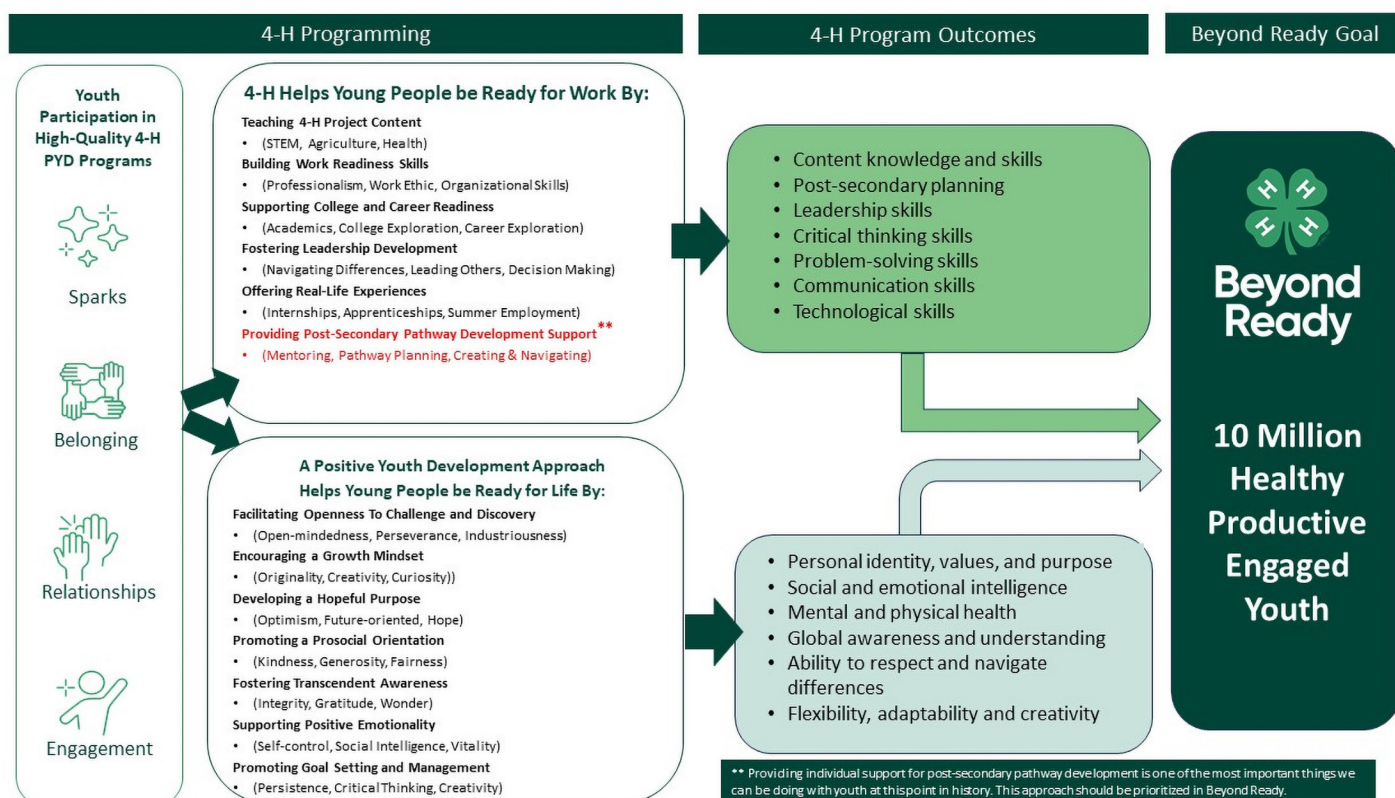 4-H Programming
4-H Program Outcomes
Beyond Ready Goal
Youth
Participation in
High-Quality 4-H
PYD Programs
Sparks
Belonging
Relationships
Engagement
4-H Helps Young People be Ready for Work By:
Teaching 4-H Project Content
• (STEM, Agriculture, Health)
Building Work Readiness Skills
• (Professionalism, Work Ethic, Organizational Skills)
Supporting College and Career Readiness
• (Academics, College Exploration, Career Exploration)
Fostering Leadership Development
• (Navigating Differences, Leading Others, Decision Making)
Offering Real-Life Experiences
• (Internships, Apprenticeships, Summer Employment)
Providing Post-Secondary Pathway Development Support**
• (Mentoring, Pathway Planning, Creating & Navigating)
A Positive Youth Development Approach
Helps Young People be Ready for Life By:
Facilitating Openness To Challenge and Discovery
• (Open-mindedness, Perseverance, Industriousness)
Encouraging a Growth Mindset
• (Originality, Creativity, Curiosity))
Developing a Hopeful Purpose
• (Optimism, Future-oriented, Hope)
Promoting a Prosocial Orientation
• (Kindness, Generosity, Fairness)
Fostering Transcendent Awareness
• (Integrity, Gratitude, Wonder)
Supporting Positive Emotionality
• (Self-control, Social Intelligence, Vitality)
Promoting Goal Setting and Management
• (Persistence, Critical Thinking, Creativity)
• Content knowledge and skills
• Post-secondary planning
• Leadership skills
• Critical thinking skills
• Problem-solving skills
• Communication skills
• Technological skills
• Personal identity, values, and purpose
• Social and emotional intelligence
• Mental and physical health
• Global awareness and understanding
• Ability to respect and navigate
differences
• Flexibility, adaptability and creativity
H H
H H
Beyond
Ready
10 Million
Healthy
Productive
Engaged
Youth
** Providing individual support for post-secondary pathway development is one of the most important things we
can be doing with youth at this point in history. This approach should be prioritized in Beyond Ready.